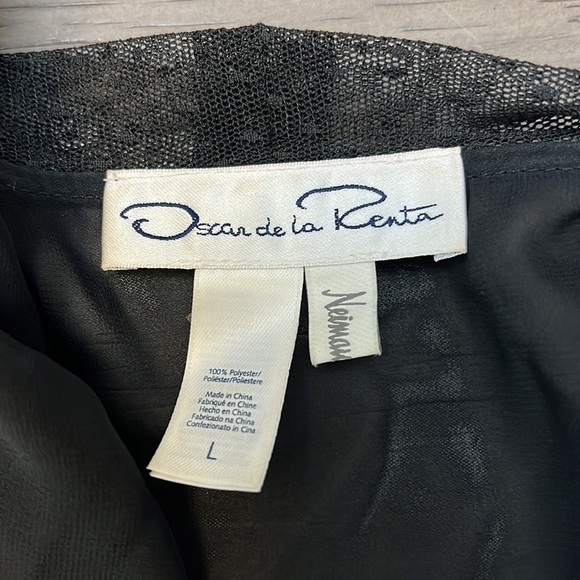 Oscar de la Renta
Neiman
100% Polyester/
Poliéster/Poliestere
Made in China
Fabriqué en Chine
Hecho en China
Fabricado na China
Confezionato in Cina
L